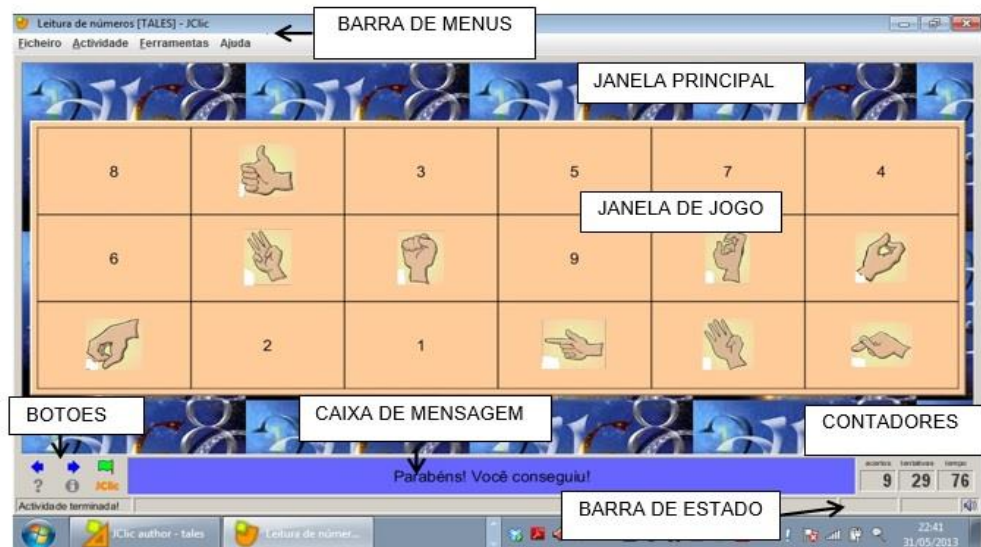 Leitura de números [TALES] - JClic
BARRA DE MENUS
Ficheiro Actividade Ferramentas Ajuda
JANELA PRINCIPAL
8 3 5 7 4
JANELA DE JOGO
6 9
2 1
BOTOES
CAIXA DE MENSAGEM
CONTADORES
acertos tentativas tempo
Parabéns! Você conseguiu!
9 29 76
? JClic
Actividade terminada!
BARRA DE ESTADO
JClic author - tales
Leitura de númer...
22:41
31/05/2013